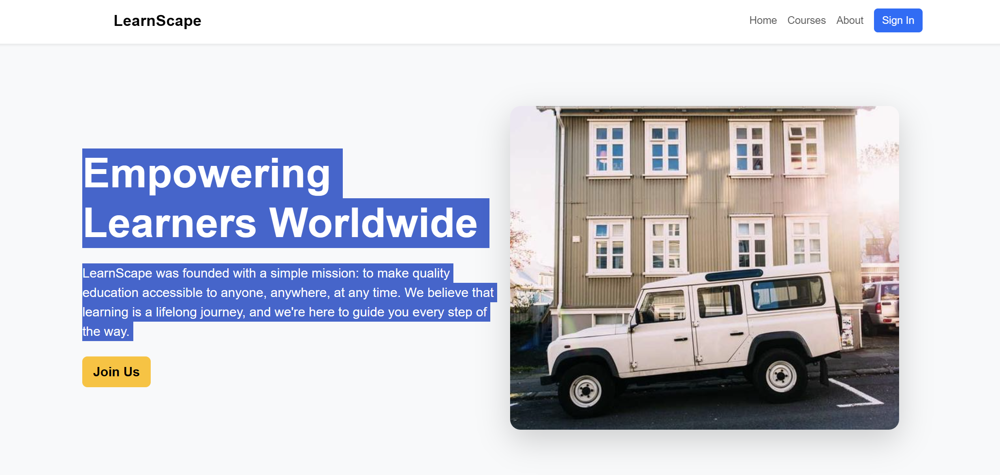 LearnScape
Home
Courses
About
Sign In
Empowering
Learners Worldwide
LearnScape was founded with a simple mission: to make quality
education accessible to anyone, anywhere, at any time. We believe that
learning is a lifelong journey, and we're here to guide you every step of
the way.
Join Us